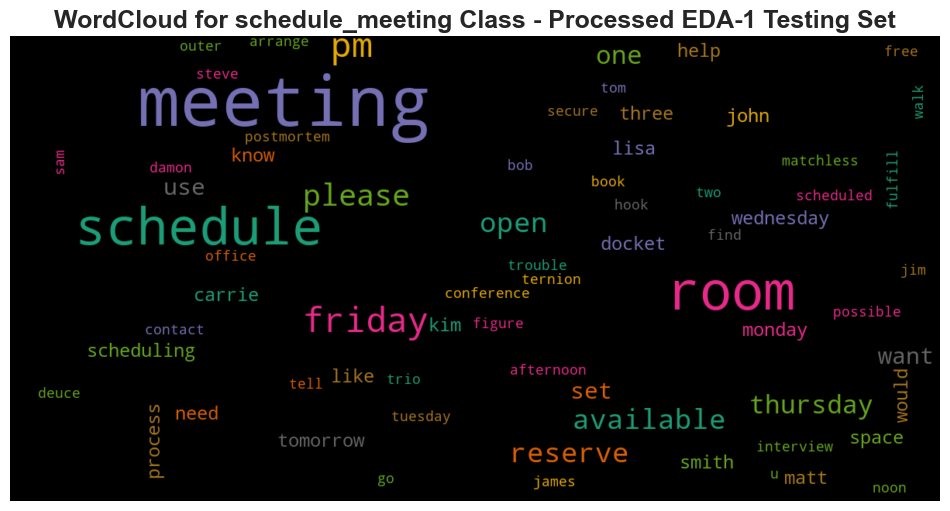 WordCloud for schedule_meeting Class - Processed EDA-1 Testing Set
outer
arrange
pm
one
help
free
steve
meeting
tom
secure
three
john
walk
postmortem
sam
damon
know
lisa
bob
matchless
fulfill
use
please
book
two
scheduled
hook
schedule
open
wednesday
docket
find
office
trouble
ternion
jim
carrie
conference
room
possible
friday
kim
figure
monday
contact
scheduling
want
deuce
tell
like
trio
afternoon
set
would
process
need
tuesday
available
thursday
tomorrow
reserve
interview
space
smith
go
james
u
matt
noon